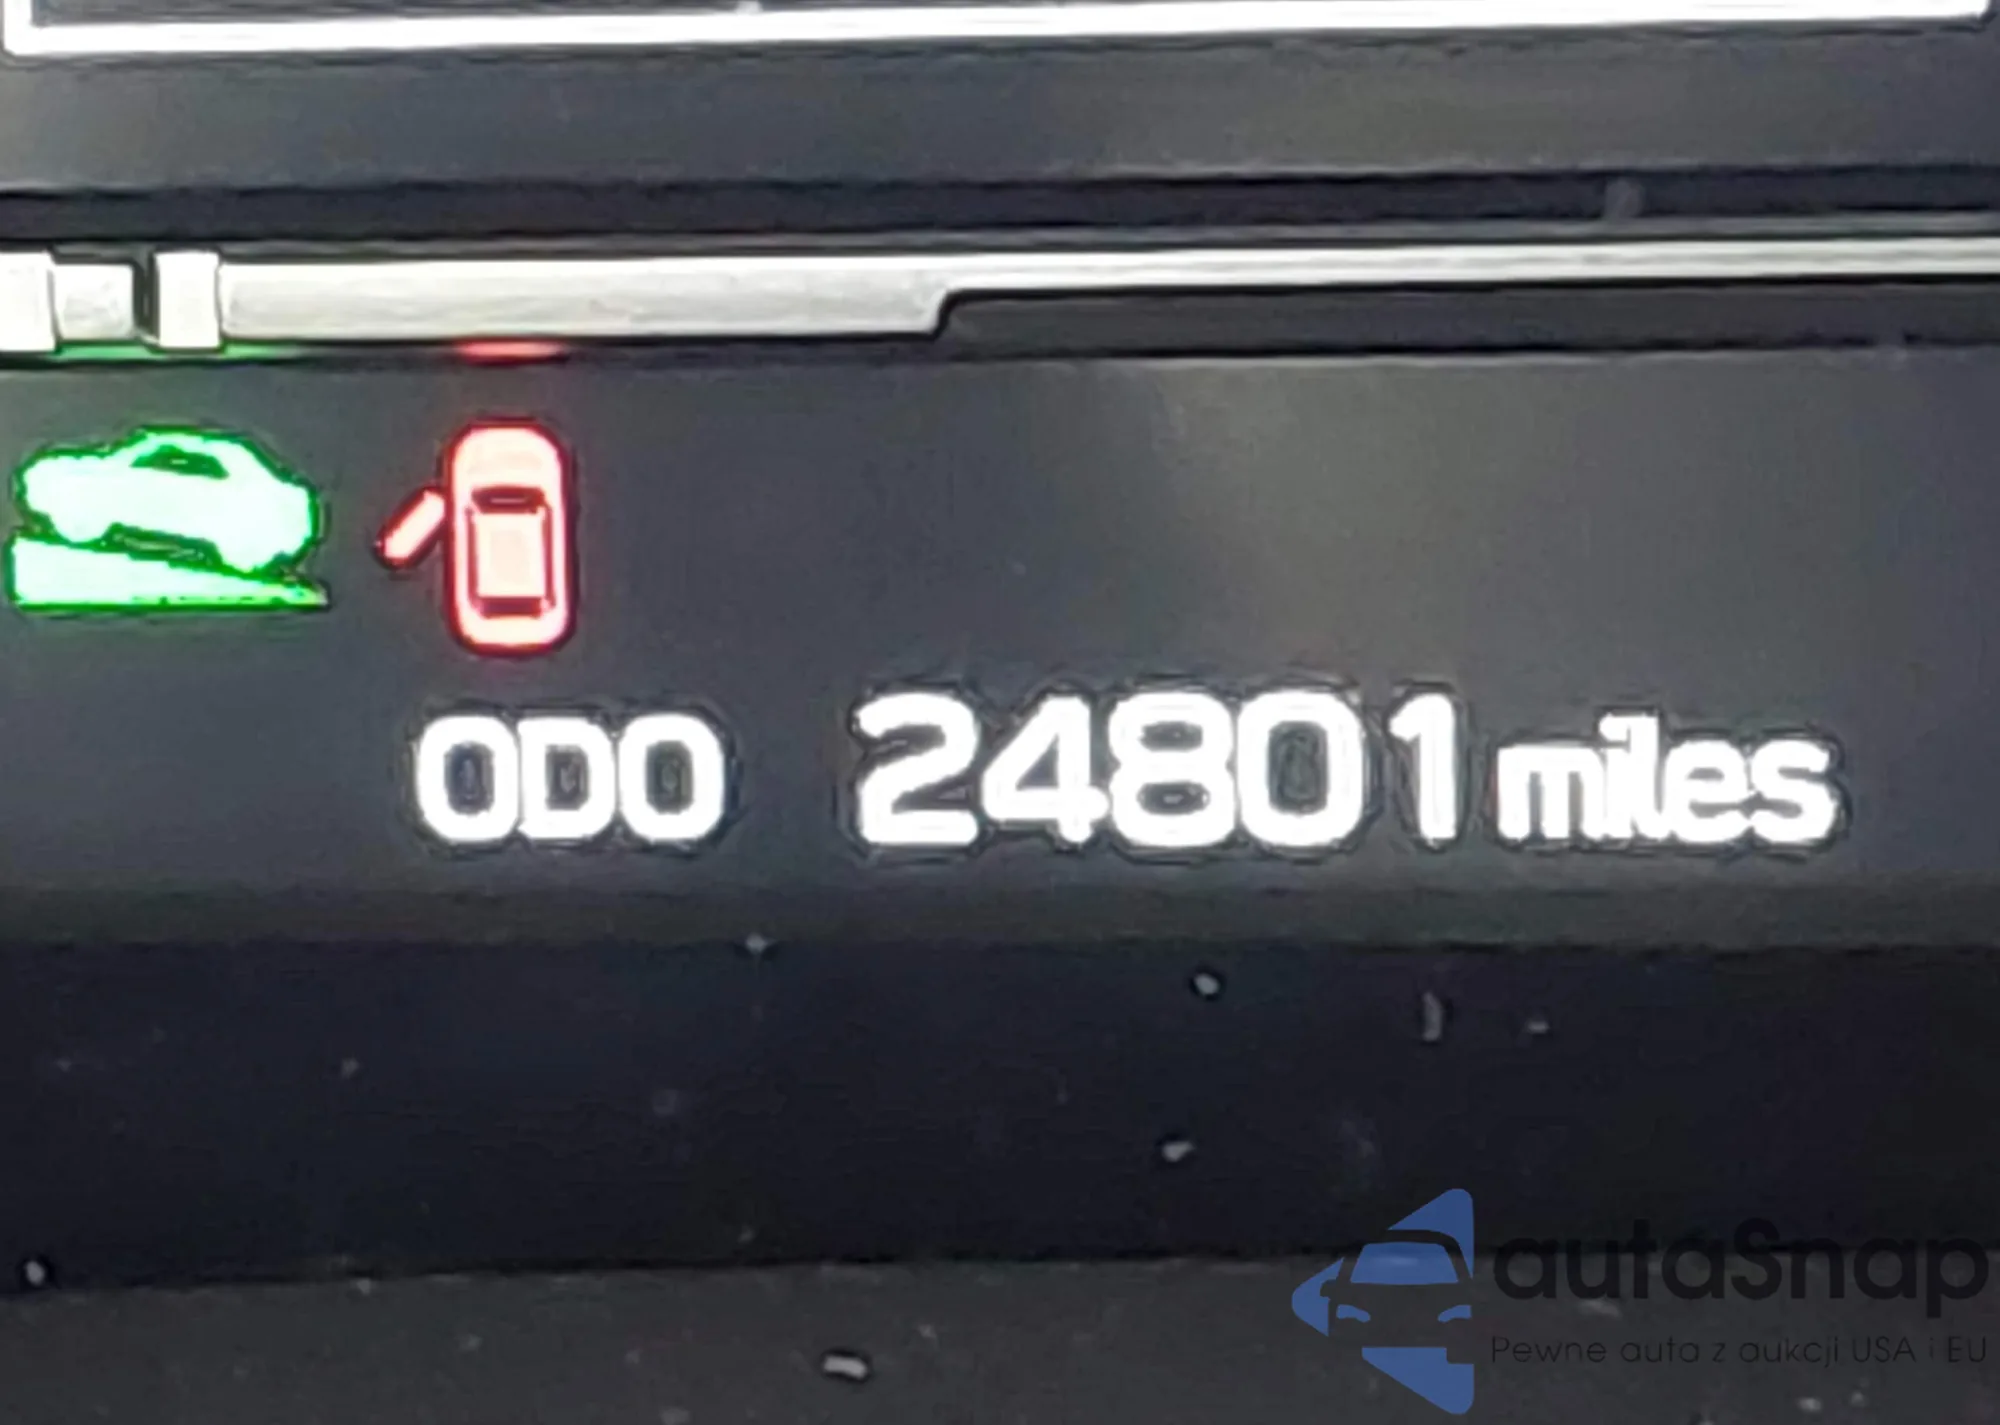 ODO 24801 miles
autaSnap
Pewne auta z aukcji USA i EU